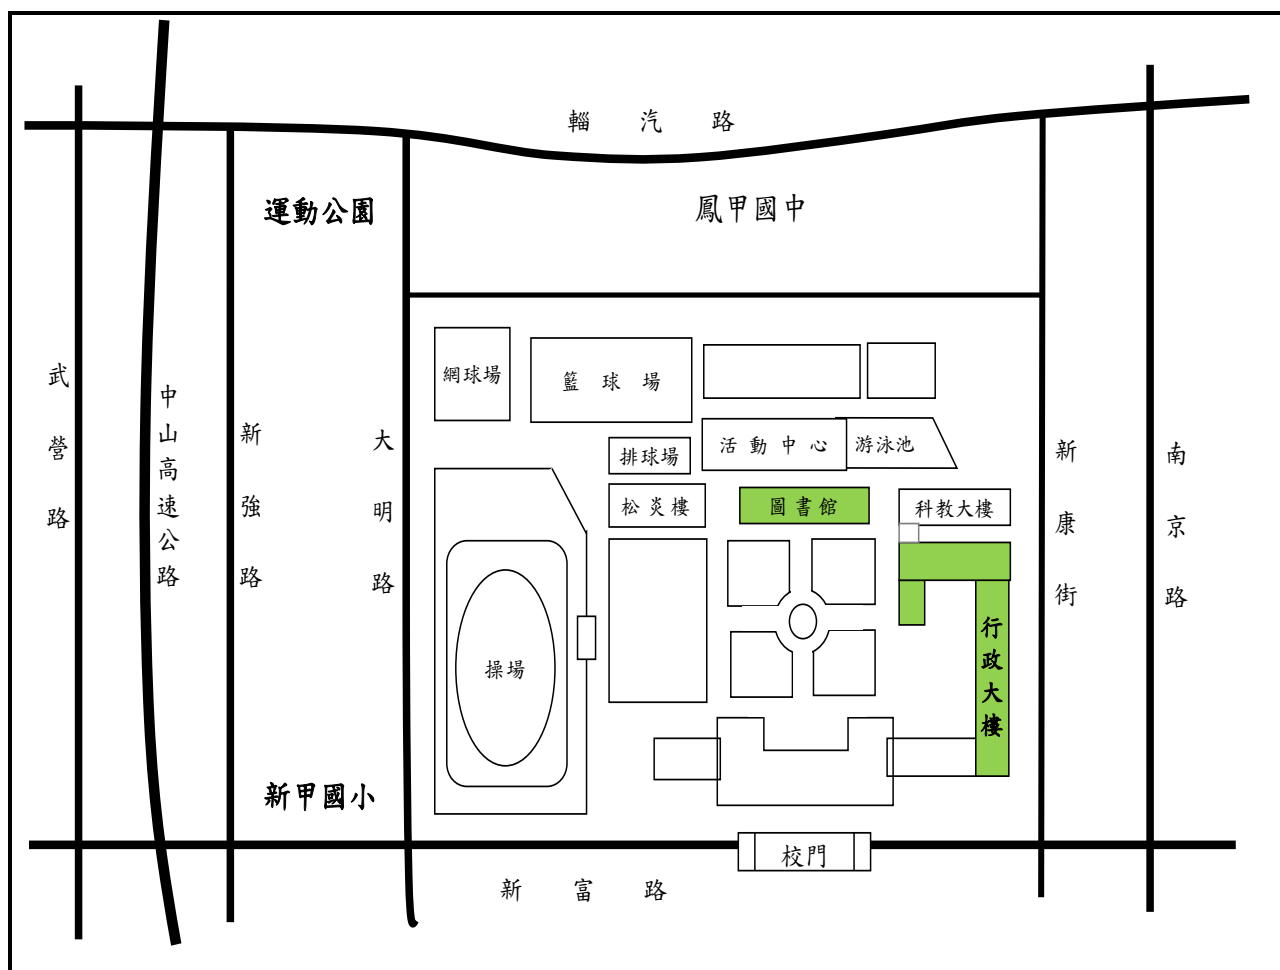 輜汽路
運動公園
鳳甲國中
武營路
中山高速公路
新強路
大明路
網球場
籃球場
排球場
活動中心
游泳池
松炎樓
圖書館
科教大樓
新康街
南京路
行政大樓
操場
新甲國小
校門
新富路